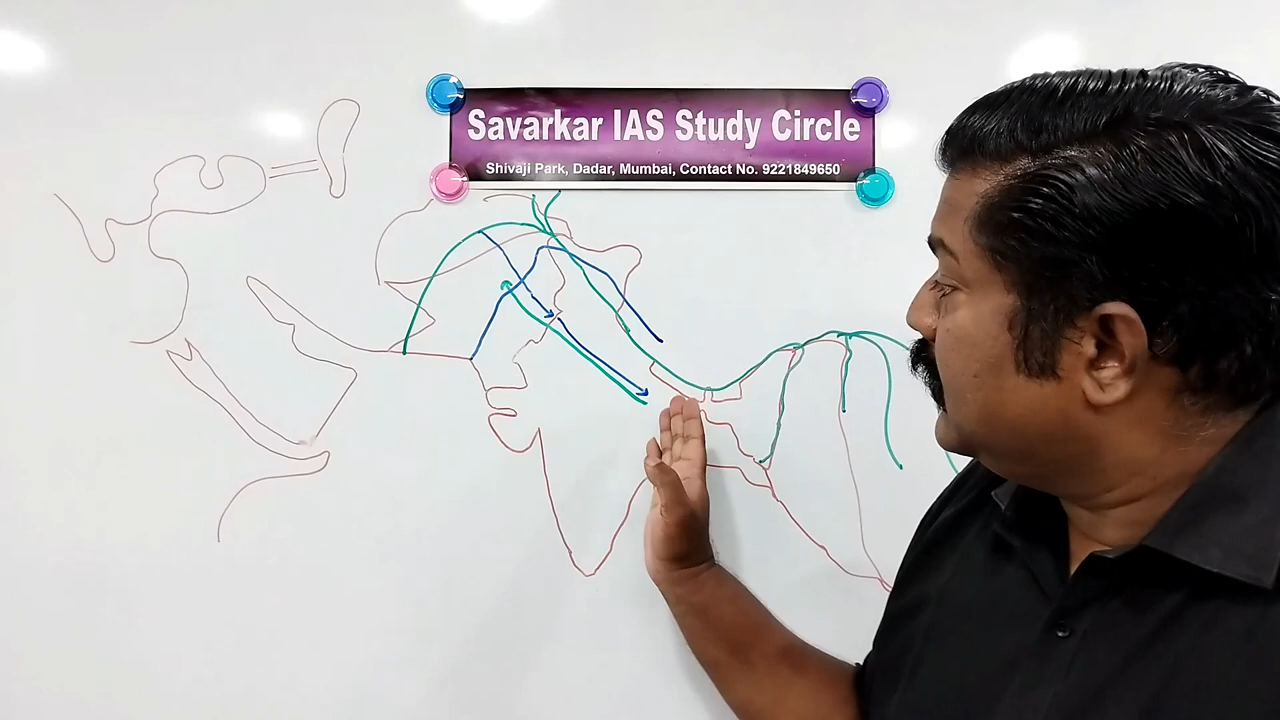 Savarkar IAS Study Circle
Shivaji Park, Dadar, Mumbai, Contact No. 9221849650